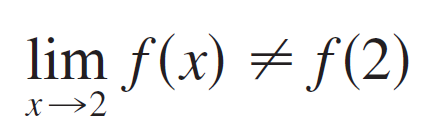 lim f(x) ≠ f(2)
x→2